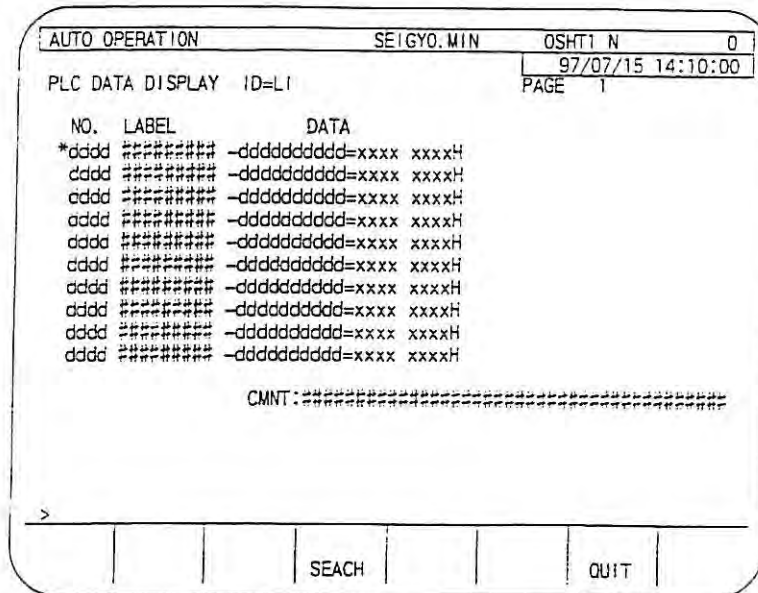 AUTO OPERATION SEIGYO.MIN OSHT1 N 0
97/07/15 14:10:00
PLC DATA DISPLAY ID=LI PAGE 1
NO. LABEL DATA
*dddd ######### -dddddddddd=xxxx xxxxH
dddd ######### -dddddddddd=xxxx xxxxH
dddd ######### -dddddddddd=xxxx xxxxH
dddd ######### -dddddddddd=xxxx xxxxH
dddd ######### -dddddddddd=xxxx xxxxH
dddd ######### -dddddddddd=xxxx xxxxH
dddd ######### -dddddddddd=xxxx xxxxH
dddd ######### -dddddddddd=xxxx xxxxH
dddd ######### -dddddddddd=xxxx xxxxH
dddd ######### -dddddddddd=xxxx xxxxH
CMNT:################################
>
SEACH QUIT